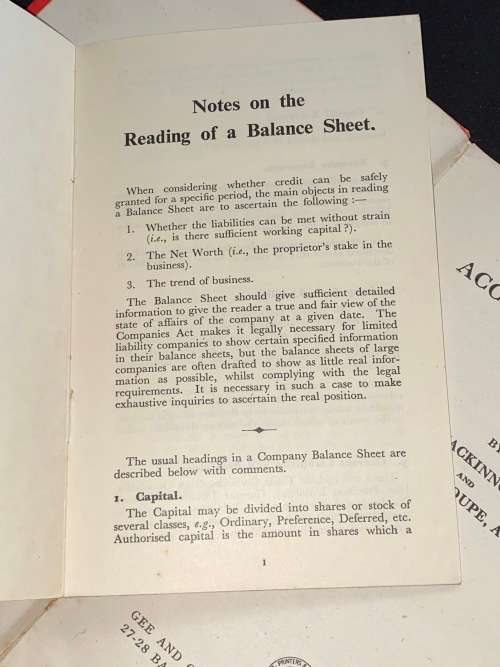 Notes on the
Reading of a Balance Sheet.
When considering whether credit can be safely
granted for a specific period, the main objects in reading
a Balance Sheet are to ascertain the following :—
1. Whether the liabilities can be met without strain
(i.e., is there sufficient working capital ?).
2. The Net Worth (i.e., the proprietor's stake in the
business).
3. The trend of business.
The Balance Sheet should give sufficient detailed
information to give the reader a true and fair view of the
state of affairs of the company at a given date. The
Companies Act makes it legally necessary for limited
liability companies to show certain specified information
in their balance sheets, but the balance sheets of large
companies are often drafted to show as little real infor-
mation as possible, whilst complying with the legal
requirements. It is necessary in such a case to make
exhaustive inquiries to ascertain the real position.
The usual headings in a Company Balance Sheet are
described below with comments.
1. Capital.
The Capital may be divided into shares or stock of
several classes, e.g., Ordinary, Preference, Deferred, etc.
Authorised capital is the amount in shares which a
1
ACCO
BY
ACKINN
AND
OUPE, A
GEE AND
27-28 BA
PRINTERS